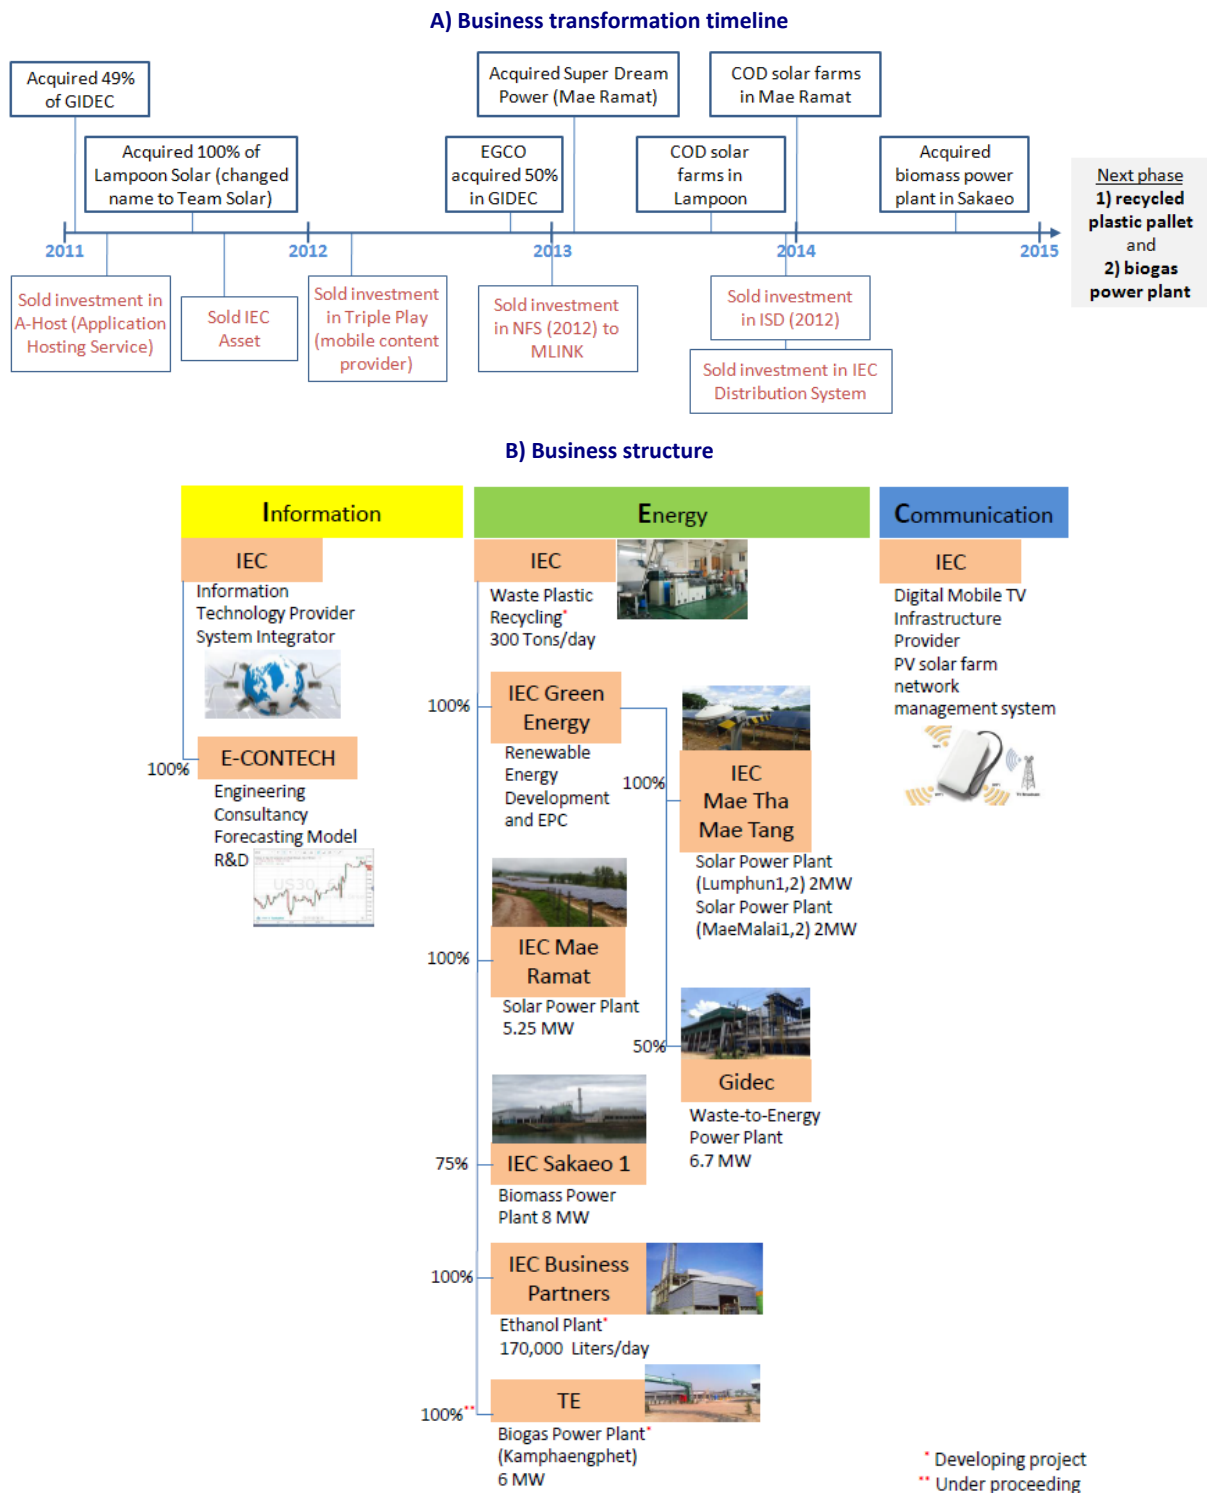 A) Business transformation timeline
Acquired 49%
of GIDEC
Acquired Super Dream
Power (Mae Ramat)
COD solar farms
in Mae Ramat
Acquired 100% of
Lampoon Solar (changed
name to Team Solar)
EGCO
acquired 50%
in GIDEC
COD solar
farms in
Lampoon
Acquired
biomass power
plant in Sakaeo
Next phase
1) recycled
plastic pallet
and
2) biogas
power plant
2011
2012
2013
2014
2015
Sold investment in
A-Host (Application
Hosting Service)
Sold IEC
Asset
Sold investment
in Triple Play
(mobile content
provider)
Sold investment
in NFS (2012) to
MLINK
Sold investment
in ISD (2012)
Sold investment in IEC
Distribution System
B) Business structure
Information
IEC
Information
Technology Provider
System Integrator
100%
E-CONTECH
Engineering
Consultancy
Forecasting Model
R&D
US30
Energy
IEC
Waste Plastic
Recycling*
300 Tons/day
100%
IEC Green
Energy
Renewable
Energy
Development
and EPC
100%
IEC
Mae Tha
Mae Tang
Solar Power Plant
(Lumphun1,2) 2MW
Solar Power Plant
(MaeMalai1,2) 2MW
100%
IEC Mae
Ramat
Solar Power Plant
5.25 MW
50%
Gidec
Waste-to-Energy
Power Plant
6.7 MW
75%
IEC Sakaeo 1
Biomass Power
Plant 8 MW
100%
IEC Business
Partners
Ethanol Plant*
170,000 Liters/day
100%**
TE
Biogas Power Plant*
(Kamphaengphet)
6 MW
Communication
IEC
Digital Mobile TV
Infrastructure
Provider
PV solar farm
network
management system
* Developing project
** Under proceeding